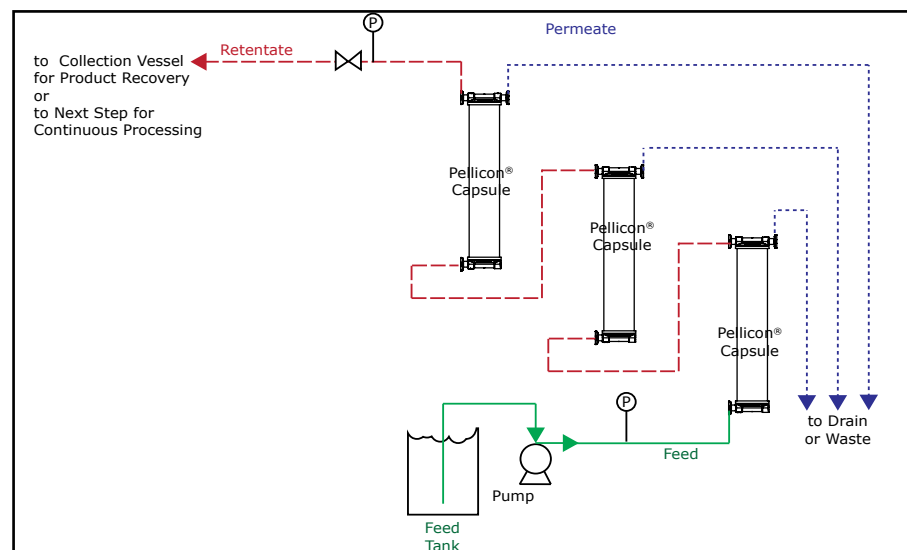 P
Permeate
Retentate
to Collection Vessel
for Product Recovery
or
to Next Step for
Continuous Processing
Pellicon®
Capsule
Pellicon®
Capsule
Pellicon®
Capsule
P
to Drain
or Waste
Feed
Pump
Feed
Tank